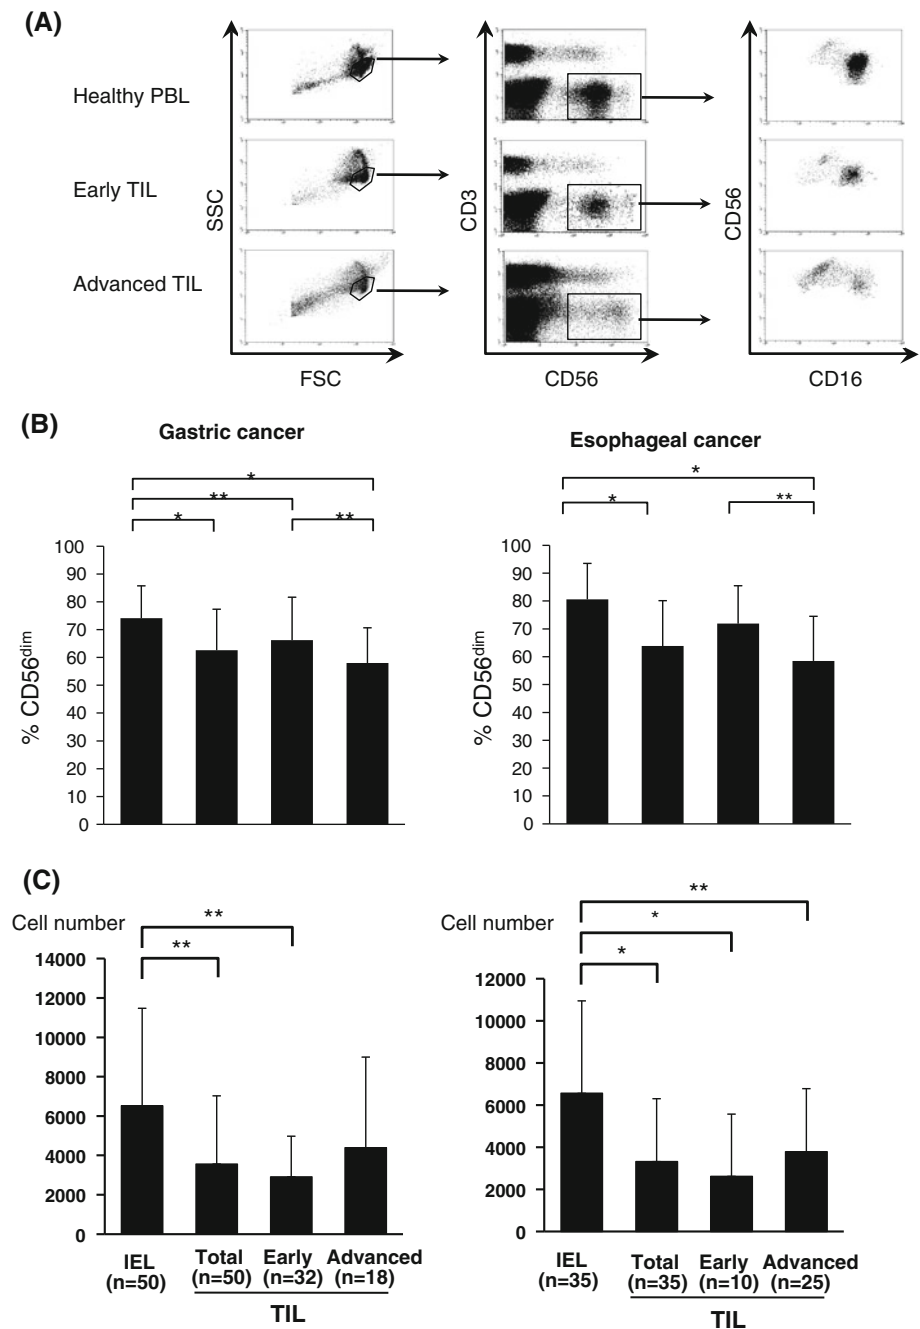 (A)
Healthy PBL
Early TIL
Advanced TIL
SSC
FSC
CD3
CD56
CD56
CD16
(B)
Gastric cancer
*
**
*
**
100
90
80
70
60
50
40
30
20
10
0
% CD56dim
Esophageal cancer
*
*
**
100
90
80
70
60
50
40
30
20
10
0
% CD56dim
(C)
Cell number
**
**
14000
12000
10000
8000
6000
4000
2000
0
IEL (n=50)
Total (n=50)
Early (n=32)
Advanced (n=18)
TIL
Cell number
**
*
*
12000
10000
8000
6000
4000
2000
0
IEL (n=35)
Total (n=35)
Early (n=10)
Advanced (n=25)
TIL